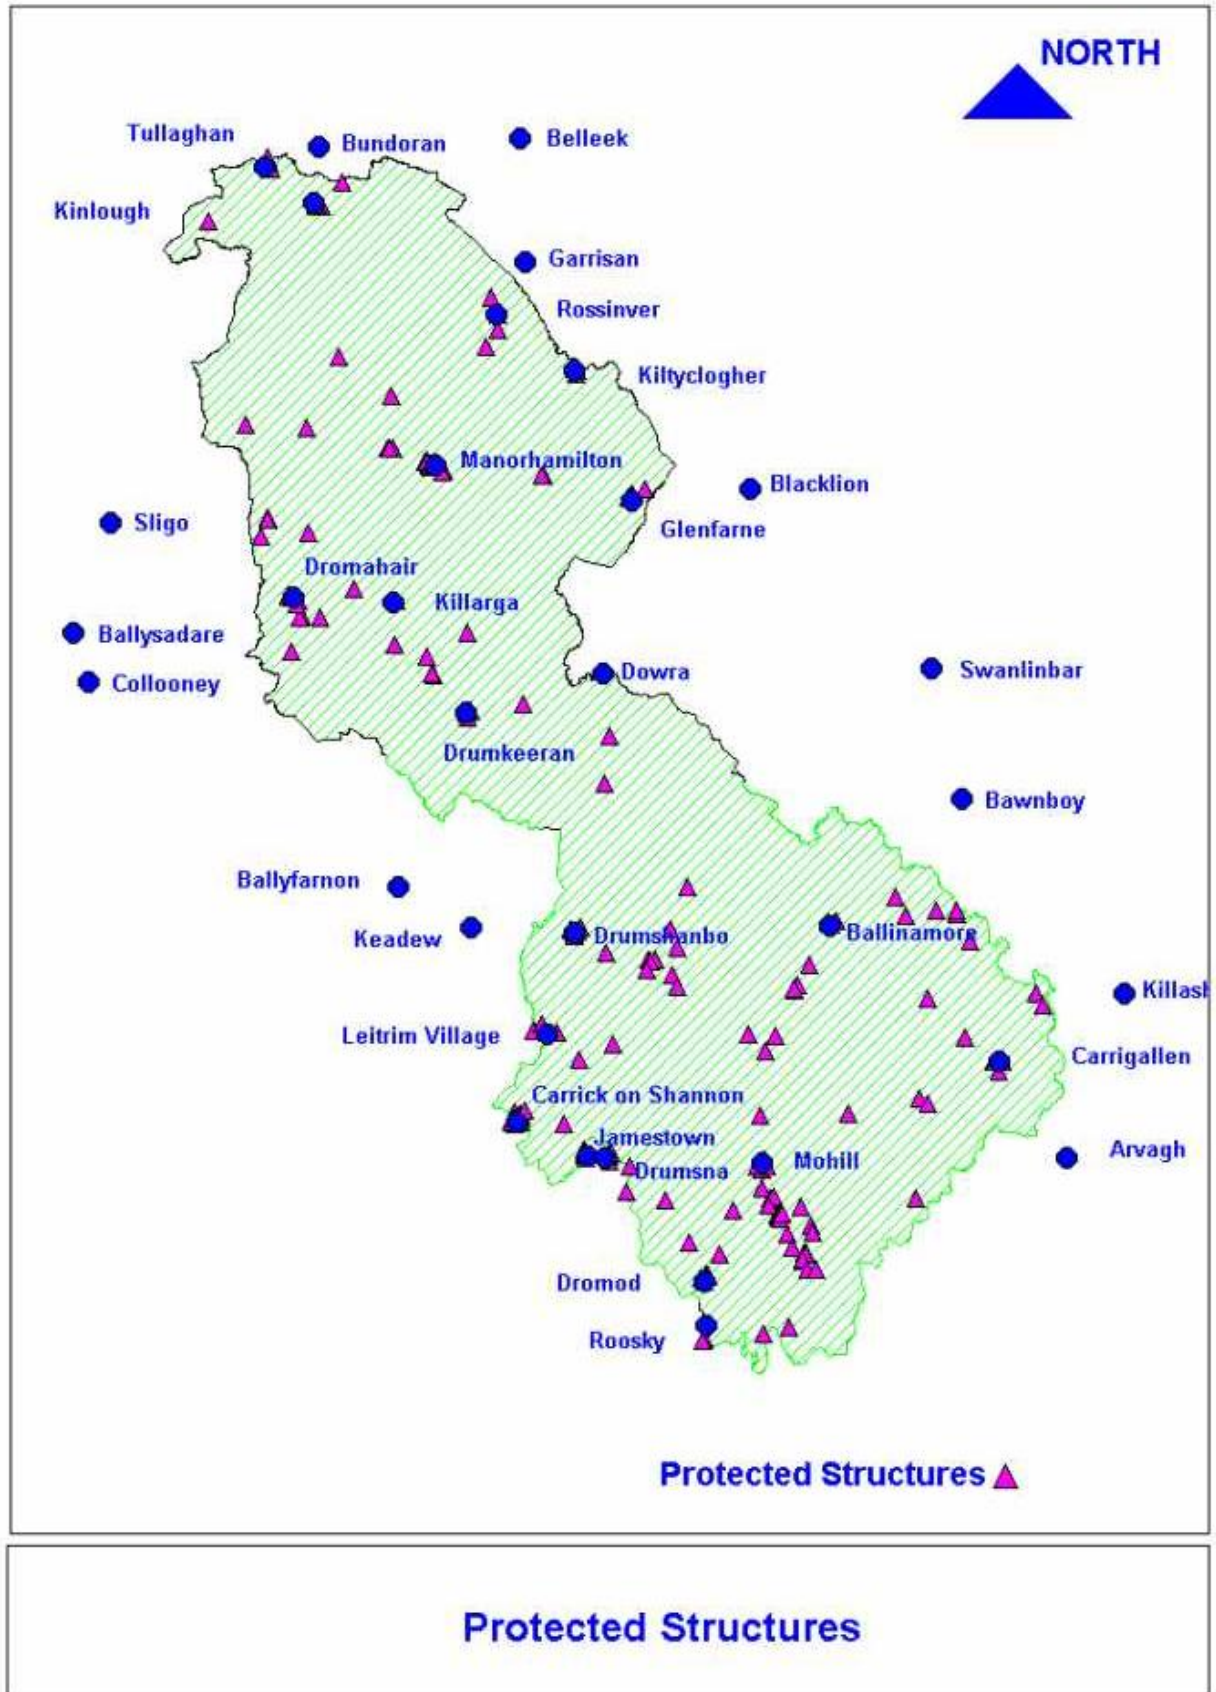 NORTH
Tullaghan
Bundoran
Belleek
Kinlough
Garrisan
Rossinver
Kiltyclogher
Manorhamilton
Blacklion
Sligo
Glenfarne
Dromahair
Killarga
Ballysadare
Dowra
Swanlinbar
Collooney
Drumkeeran
Bawnboy
Ballyfarnon
Keadew
Drumshanbo
Ballinamore
Killash
Leitrim Village
Carrigallen
Carrick on Shannon
Jamestown
Arvagh
Mohill
Drumsna
Dromod
Roosky
Protected Structures
Protected Structures